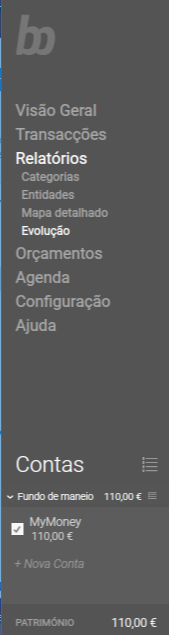 bo
Visão Geral
Transacções
Relatórios
Categorias
Entidades
Mapa detalhado
Evolução
Orçamentos
Agenda
Configuração
Ajuda
Contas
Fundo de maneio 110,00 €
MyMoney
110,00 €
+ Nova Conta
PATRIMÓNIO 110,00 €